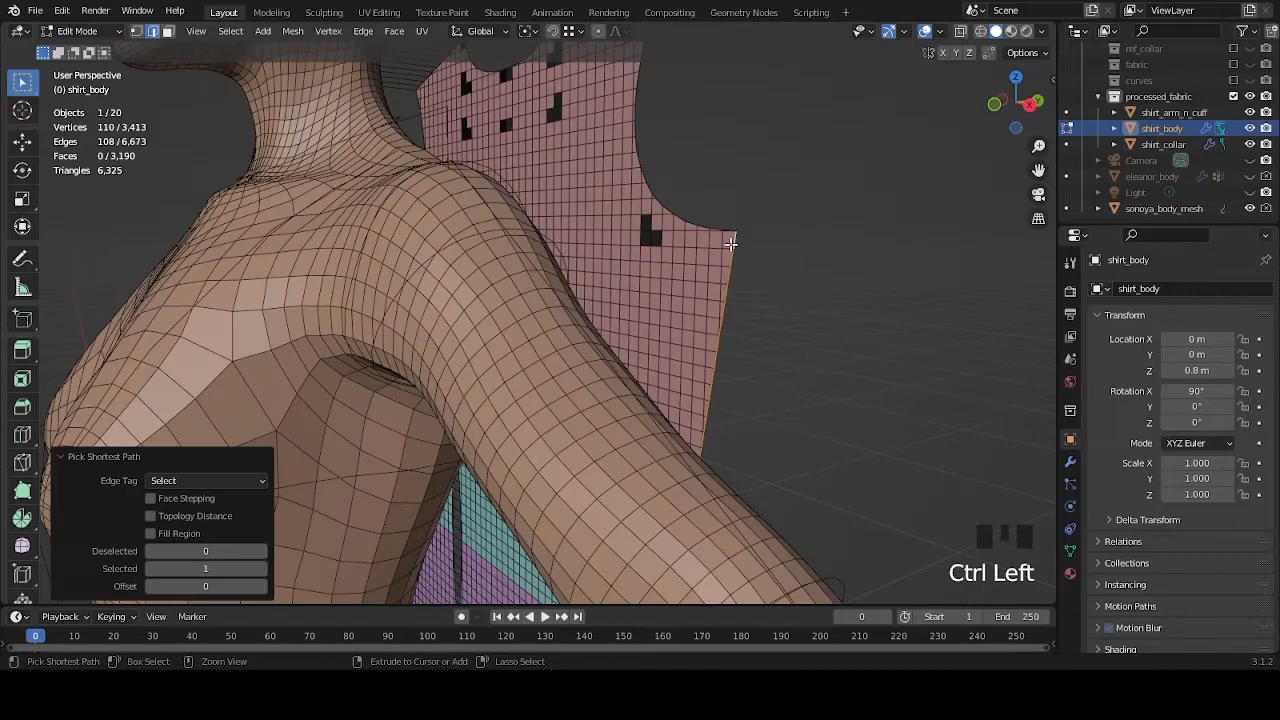 File Edit Render Window Help Layout Modeling Sculpting UV Editing Texture Paint Shading Animation Rendering Compositing Geometry Nodes Scripting + Scene ViewLayer
Edit Mode View Select Add Mesh Vertex Edge Face UV Global
X Y Z Options
User Perspective
(0) shirt_body
Objects 1/20
Vertices 110/3,413
Edges 108/6,673
Faces 0/3,190
Triangles 6,325
Z
Y
X
ref_collar
fabric
curves
processed_fabric
shirt_arm_n_cuff
shirt_body
shirt_collar
Camera
eleanor_body
Light
sonoya_body_mesh
shirt_body
shirt_body
Transform
Location X 0 m
Y 0 m
Z 0.8 m
Rotation X 90°
Y 0°
Z 0°
Mode XYZ Euler
Scale X 1.000
Y 1.000
Z 1.000
Delta Transform
Relations
Collections
Instancing
Motion Paths
Motion Blur
Shading
Pick Shortest Path
Edge Tag Select
Face Stepping
Topology Distance
Fill Region
Deselected 0
Selected 1
Offset 0
Ctrl Left
Playback Keying View Marker 0 Start 1 End 250
0 10 20 30 40 50 60 70 80 90 100 110 120 130 140 150 160 170 180 190 200 210 220 230 240 250
Pick Shortest Path Box Select Zoom View Extrude to Cursor or Add Lasso Select 3.1.2